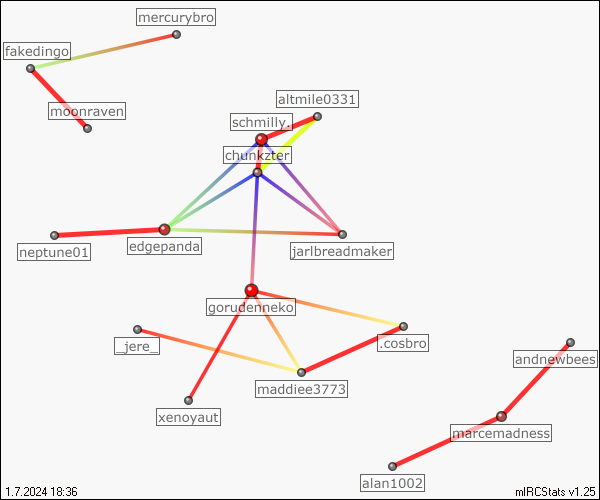 mercurybro
fakedingo
moonraven
altmile0331
schmilly.
chunkzter
edgepanda
neptune01
jarlbreadmaker
gorudenneko
_jere_
.cosbro
andnewbees
maddiee3773
xenoyaut
marcemadness
alan1002
1.7.2024 18:36
mIRCStats v1.25